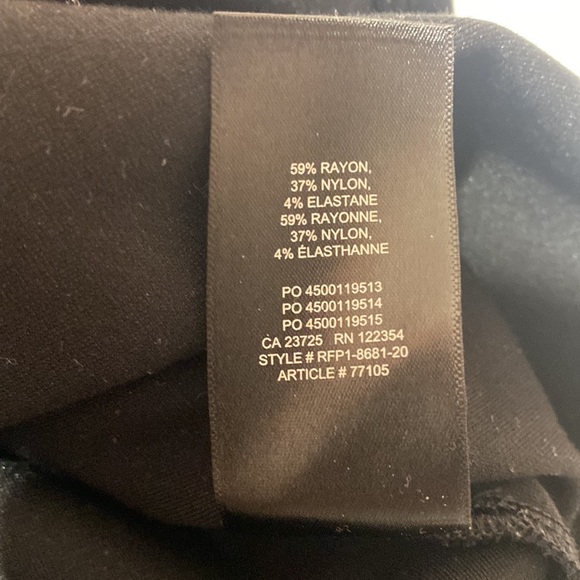 59% RAYON,
37% NYLON,
4% ELASTANE
59% RAYONNE,
37% NYLON,
4% ÉLASTHANNE
PO 4500119513
PO 4500119514
PO 4500119515
CA 23725 RN 122354
STYLE # RFP1-8681-20
ARTICLE # 77105